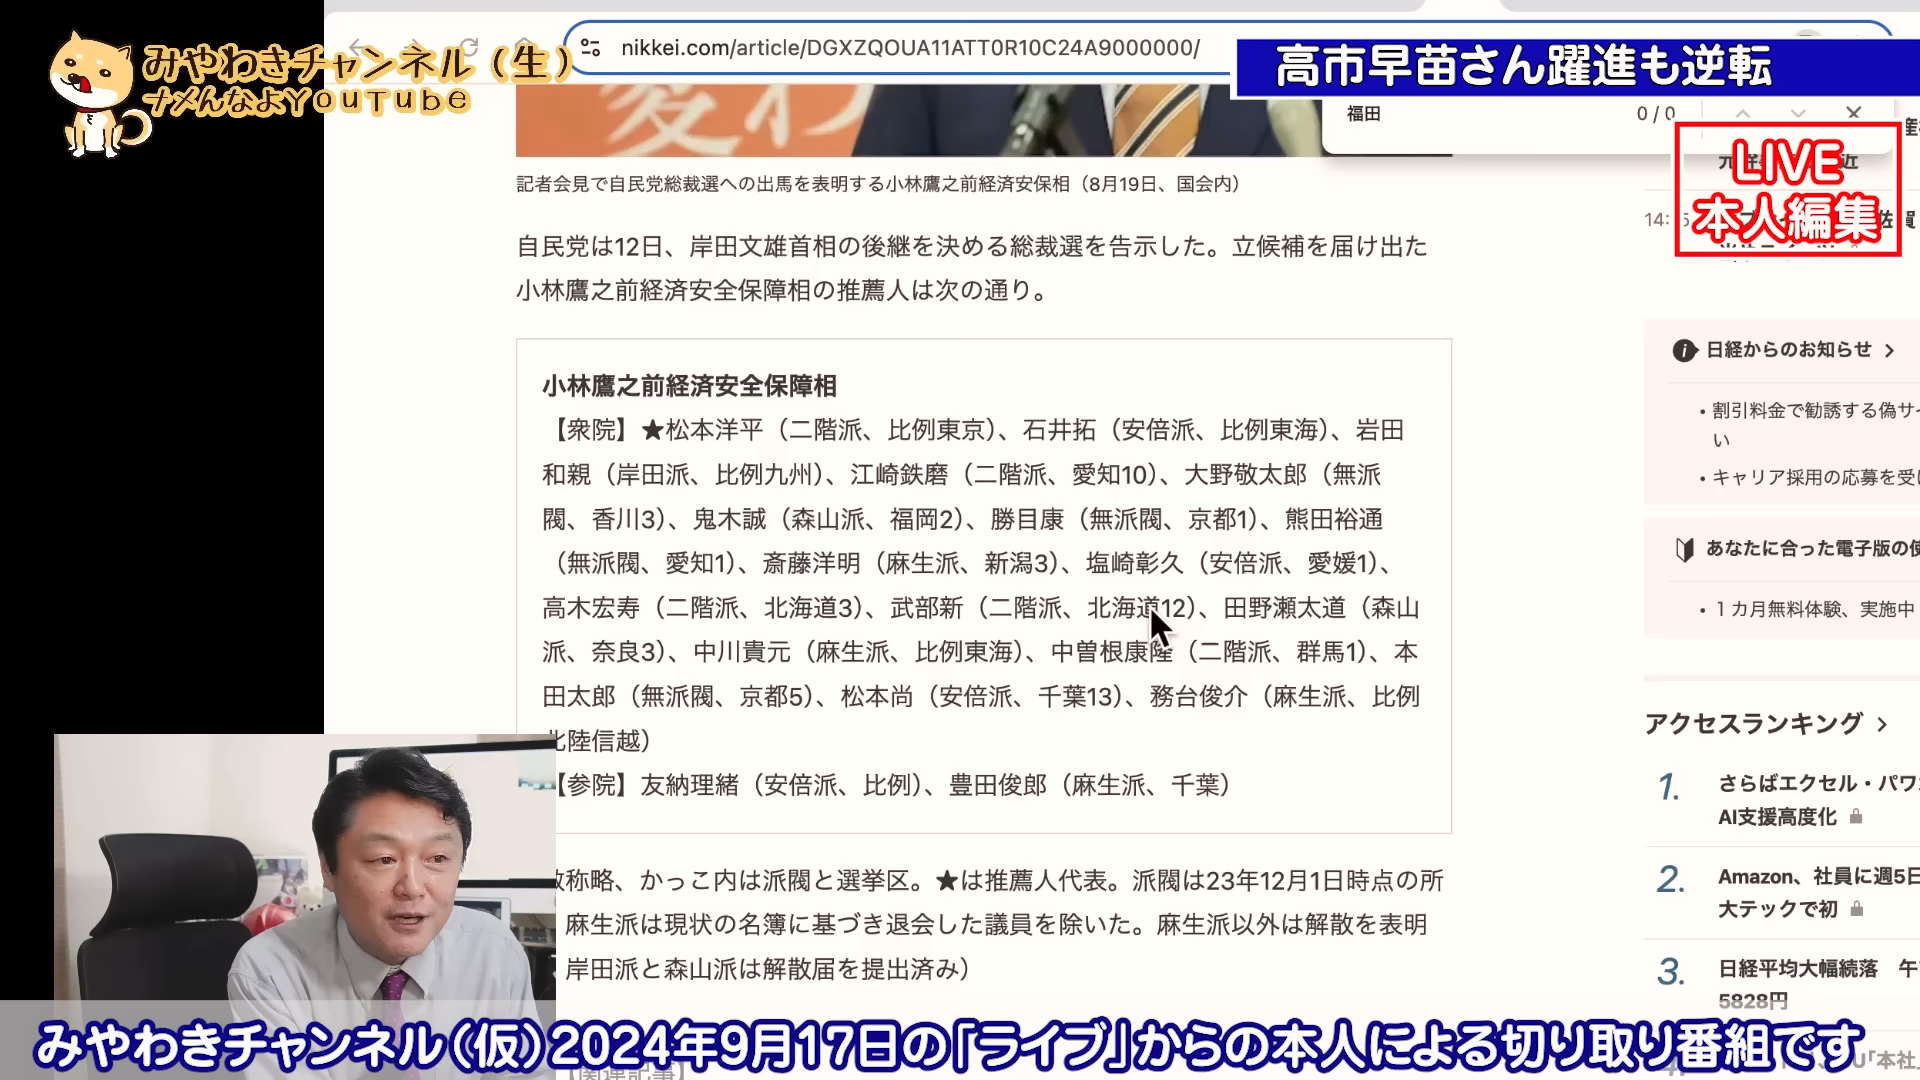 みやわきチャンネル（生）
ナメんなよYouTube
nikkei.com/article/DGXZQOUA11ATT0R10C24A9000000/
高市早苗さん躍進も逆転
福田
0 / 0
LIVE
本人編集
記者会見で自民党総裁選への出馬を表明する小林鷹之前経済安保相（8月19日、国会内）
自民党は12日、岸田文雄首相の後継を決める総裁選を告示した。立候補を届け出た
小林鷹之前経済安全保障相の推薦人は次の通り。
小林鷹之前経済安全保障相
【衆院】★松本洋平（二階派、比例東京）、石井拓（安倍派、比例東海）、岩田
和親（岸田派、比例九州）、江崎鉄磨（二階派、愛知10）、大野敬太郎（無派
閥、香川3）、鬼木誠（森山派、福岡2）、勝目康（無派閥、京都1）、熊田裕通
（無派閥、愛知1）、斎藤洋明（麻生派、新潟3）、塩崎彰久（安倍派、愛媛1）、
高木宏寿（二階派、北海道3）、武部新（二階派、北海道12）、田野瀬太道（森山
派、奈良3）、中川貴元（麻生派、比例東海）、中曽根康隆（二階派、群馬1）、本
田太郎（無派閥、京都5）、松本尚（安倍派、千葉13）、務台俊介（麻生派、比例
北陸信越）
【参院】友納理緒（安倍派、比例）、豊田俊郎（麻生派、千葉）
称略、かっこ内は派閥と選挙区。★は推薦人代表。派閥は23年12月1日時点の所
麻生派は現状の名簿に基づき退会した議員を除いた。麻生派以外は解散を表明
岸田派と森山派は解散届を提出済み）
日経からのお知らせ
・割引料金で勧誘する偽サ
い
・キャリア採用の応募を受
あなたに合った電子版の
・１カ月無料体験、実施中
アクセスランキング
1. さらばエクセル・パワ
AI支援高度化
2. Amazon、社員に週5日
大テックで初
3. 日経平均大幅続落 午
5828円
みやわきチャンネル（仮）2024年9月17日の「ライブ」からの本人による切り取り番組です